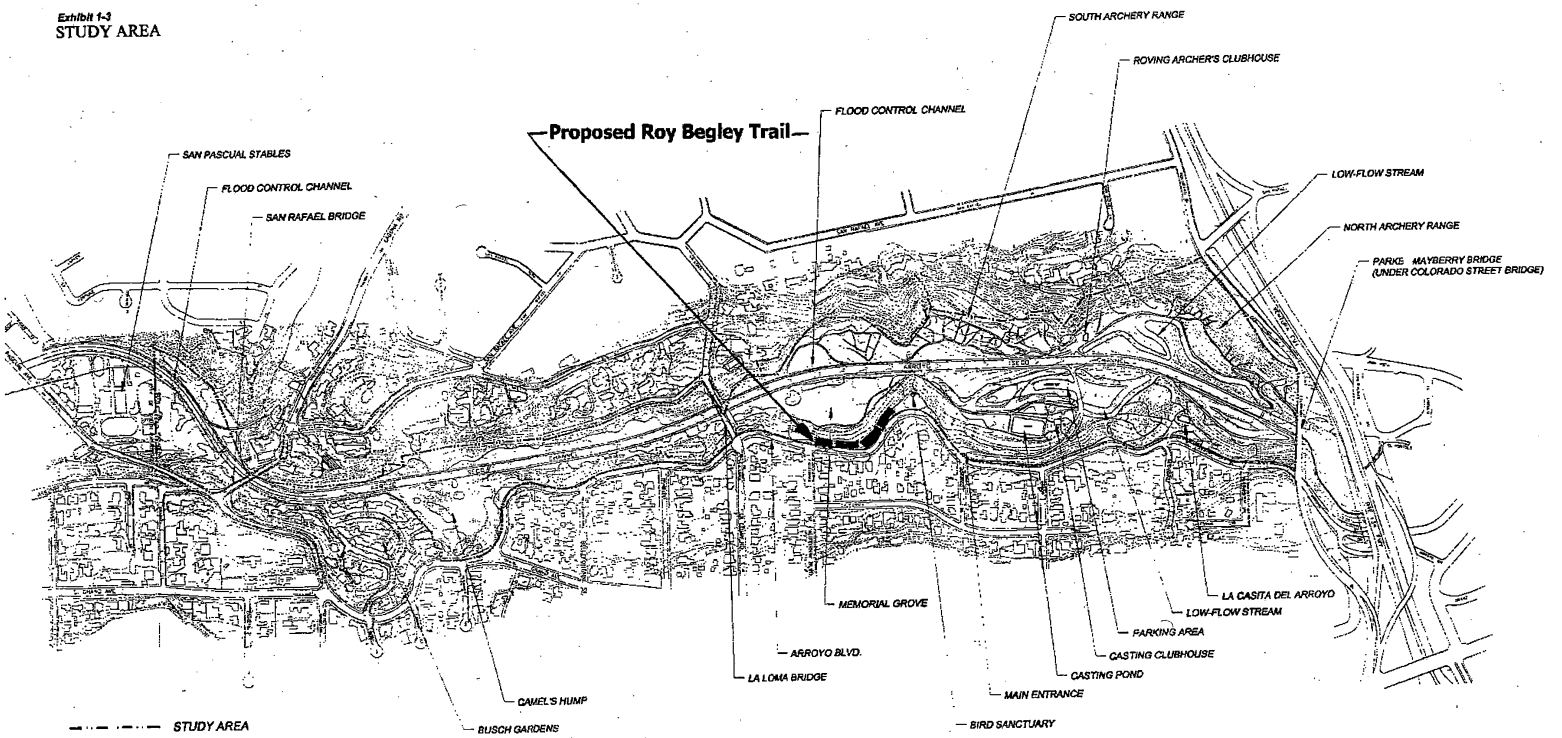 Exhibit 1-3
STUDY AREA
SOUTH ARCHERY RANGE
ROVING ARCHER'S CLUBHOUSE
FLOOD CONTROL CHANNEL
Proposed Roy Begley Trail
SAN PASCUAL STABLES
FLOOD CONTROL CHANNEL
SAN RAFAEL BRIDGE
LOW-FLOW STREAM
NORTH ARCHERY RANGE
PARKE MAYBERRY BRIDGE
(UNDER COLORADO STREET BRIDGE)
SAN RAFAEL AVE
MEMORIAL GROVE
LA CASITA DEL ARROYO
LOW-FLOW STREAM
PARKING AREA
ARROYO BLVD.
CASTING CLUBHOUSE
LA LOMA BRIDGE
CASTING POND
MAIN ENTRANCE
CAMEL'S HUMP
BIRD SANCTUARY
BUSCH GARDENS
STUDY AREA